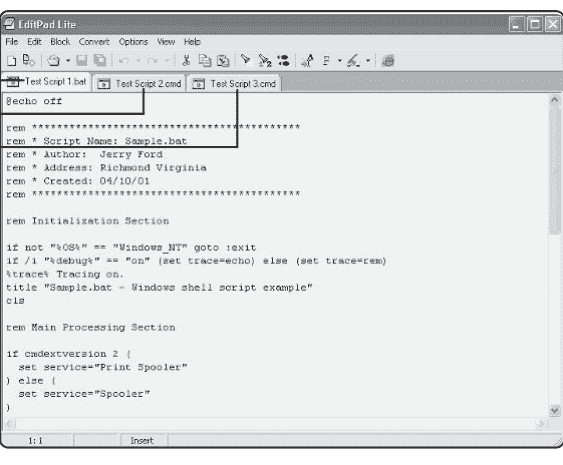 EditPad Lite
File Edit Block Convert Options View Help
Test Script 1.bat Test Script 2.cmd Test Script 3.cmd
@echo off
rem ******************************************
rem * Script Name: Sample.bat
rem * Author:  Jerry Ford
rem * Address: Richmond Virginia
rem * Created: 04/10/01
rem ******************************************
rem Initialization Section
if not "%OS%" == "Windows_NT" goto :exit
if /i "%debug%" == "on" (set trace=echo) else (set trace=rem)
%trace% Tracing on.
title "Sample.bat - Windows shell script example"
cls
rem Main Processing Section
if cmdextversion 2 (
  set service="Print Spooler"
) else (
  set service="Spooler"
)
1: 1 Insert